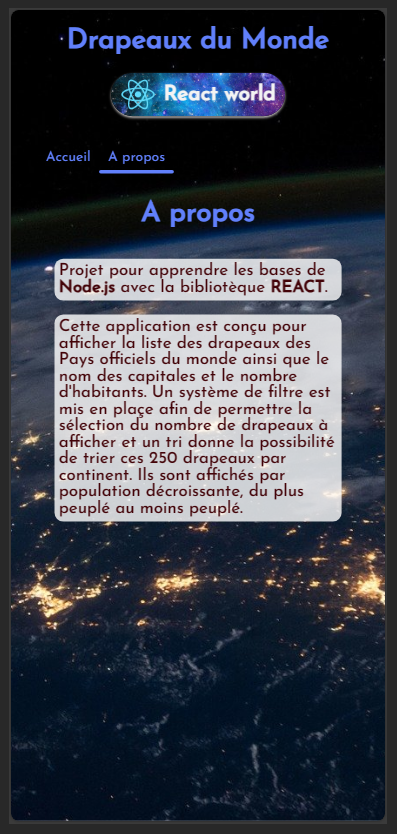 Drapeaux du Monde
React world
Accueil A propos
A propos
Projet pour apprendre les bases de
Node.js avec la bibliotèque REACT.
Cette application est conçu pour
afficher la liste des drapeaux des
Pays officiels du monde ainsi que le
nom des capitales et le nombre
d'habitants. Un système de filtre est
mis en plaçe afin de permettre la
sélection du nombre de drapeaux à
afficher et un tri donne la possibilité
de trier ces 250 drapeaux par
continent. Ils sont affichés par
population décroissante, du plus
peuplé au moins peuplé.